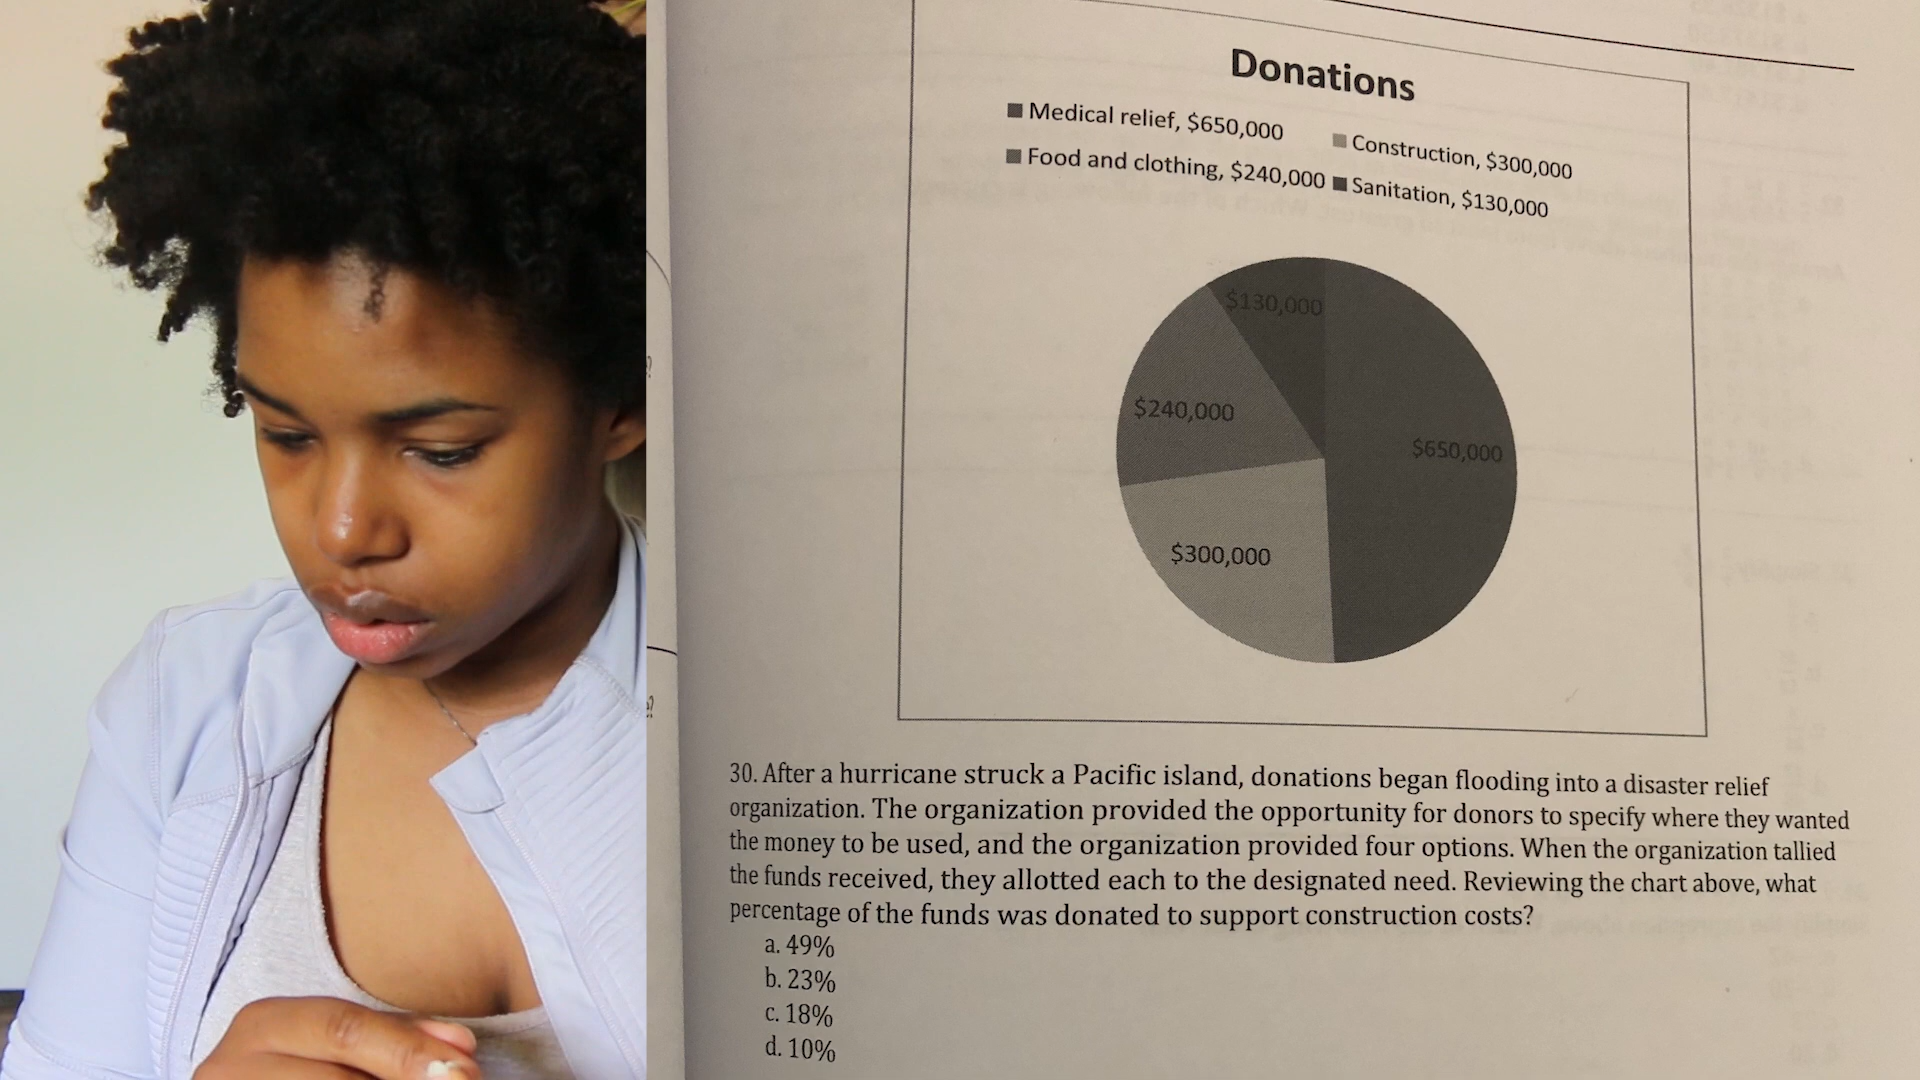 Donations
Medical relief, $650,000
Construction, $300,000
Food and clothing, $240,000
Sanitation, $130,000
$130,000
$240,000
$650,000
$300,000
30. After a hurricane struck a Pacific island, donations began flooding into a disaster relief
organization. The organization provided the opportunity for donors to specify where they wanted
the money to be used, and the organization provided four options. When the organization tallied
the funds received, they allotted each to the designated need. Reviewing the chart above, what
percentage of the funds was donated to support construction costs?
a. 49%
b. 23%
c. 18%
d. 10%